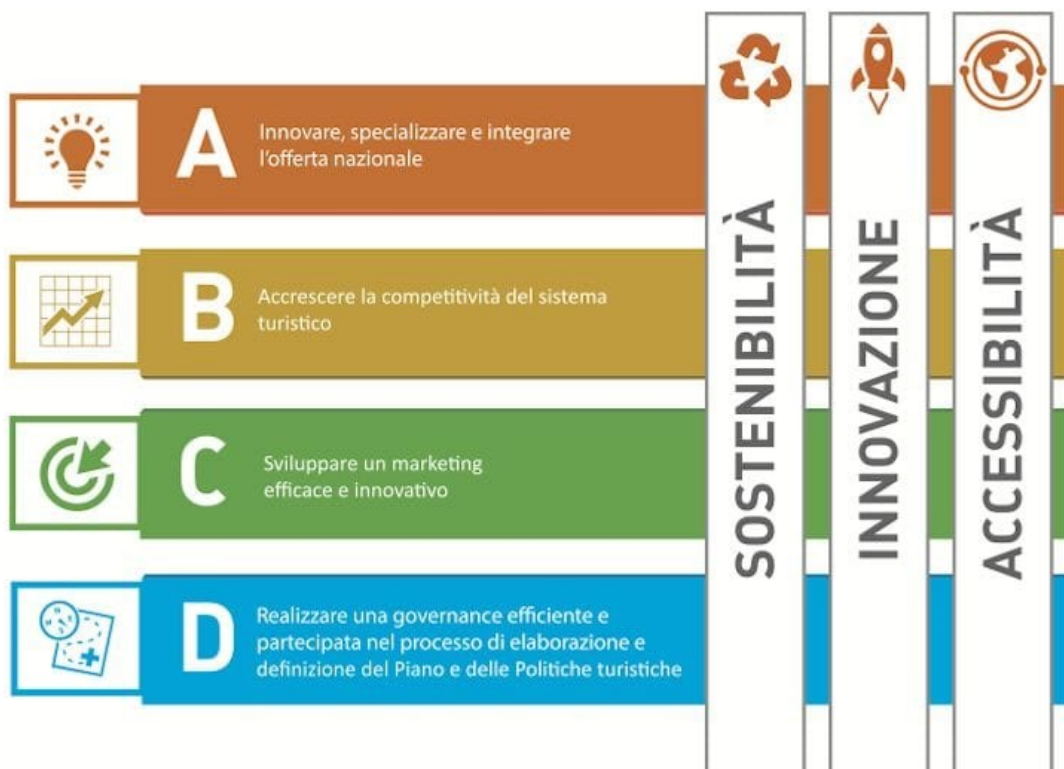 A
Innovare, specializzare e integrare
l'offerta nazionale
B
Accrescere la competitività del sistema
turistico
C
Sviluppare un marketing
efficace e innovativo
D
Realizzare una governance efficiente e
partecipata nel processo di elaborazione e
definizione del Piano e delle Politiche turistiche
SOSTENIBILITÀ
INNOVAZIONE
ACCESSIBILITÀ